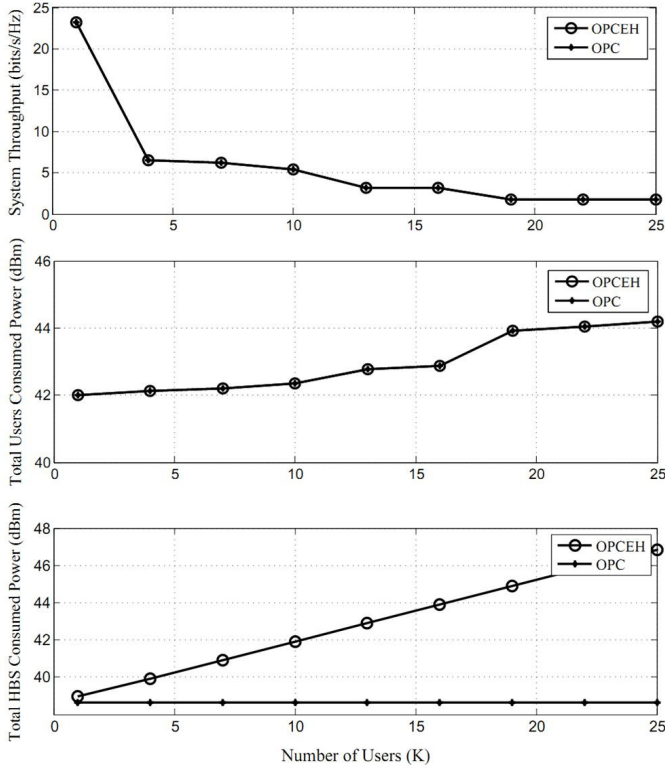 System Throughput (bits/s/Hz)
25
20
15
10
5
0
OPCEH
OPC
0 5 10 15 20 25
Total Users Consumed Power (dBm)
46
44
42
40
OPCEH
OPC
0 5 10 15 20 25
Total HBS Consumed Power (dBm)
48
46
44
42
40
OPCEH
OPC
0 5 10 15 20 25
Number of Users (K)